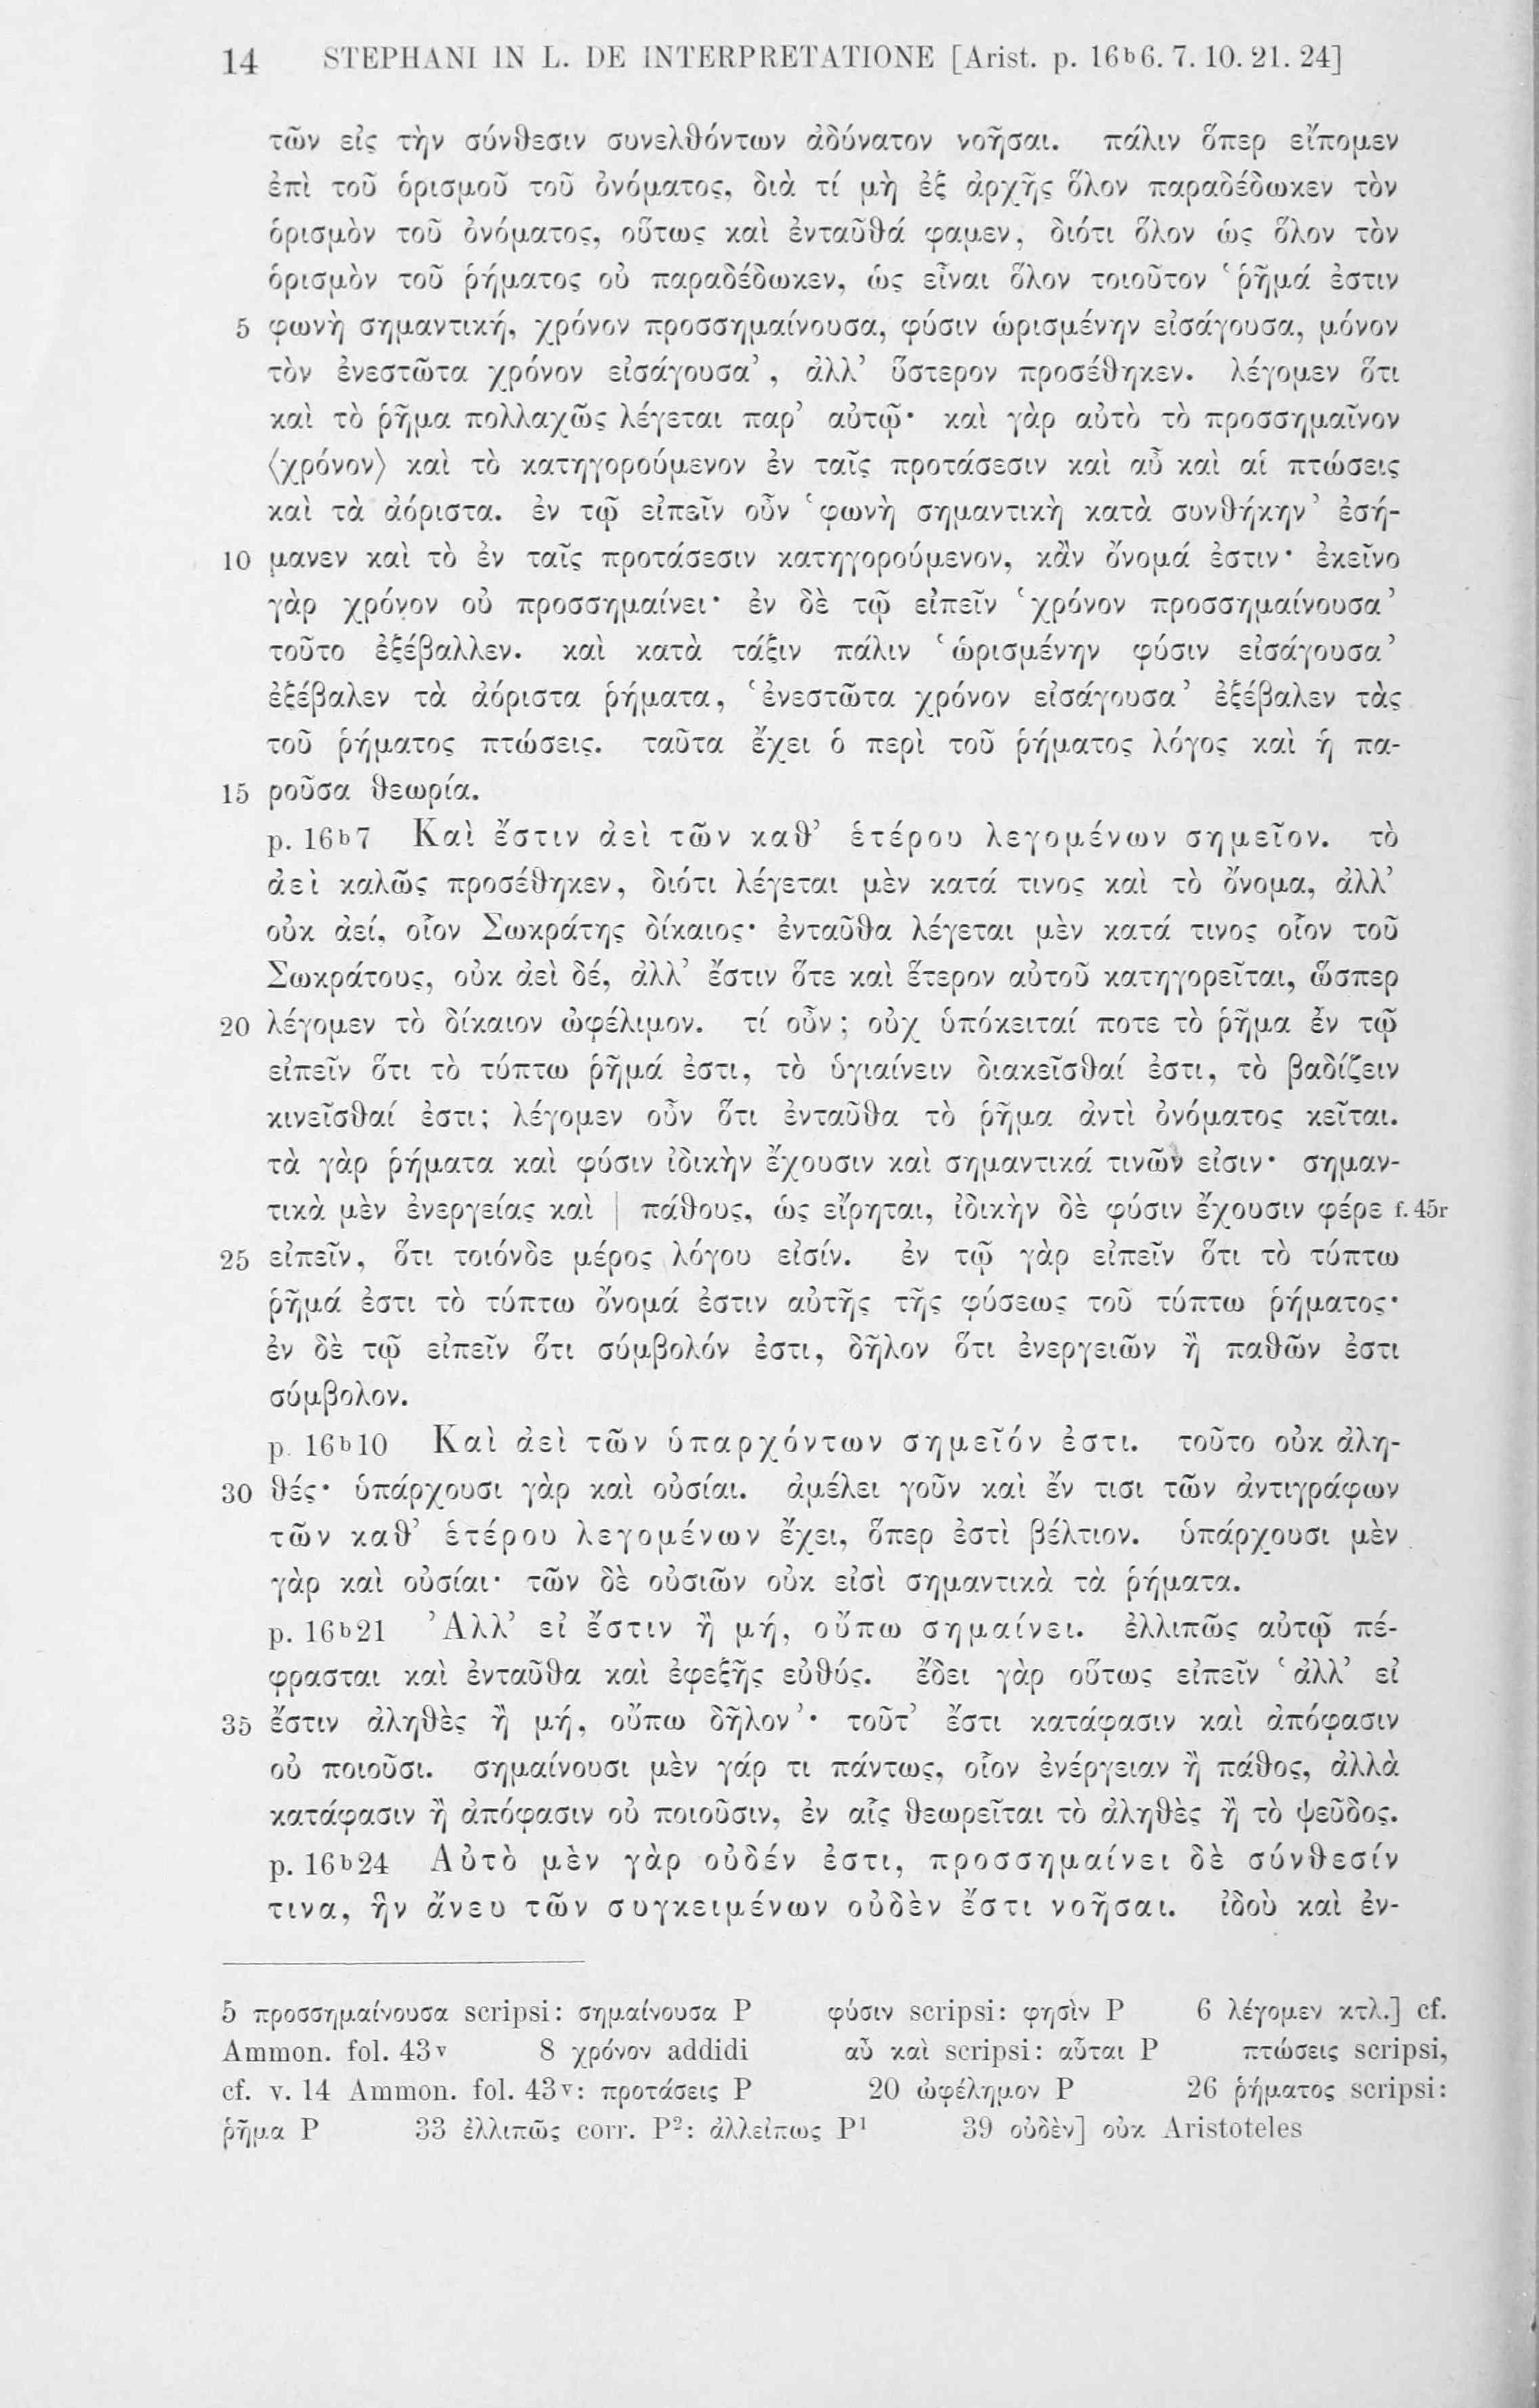 14 STEPHANI IN L. DE INTERPRETATIONE [Arist. p. 16b6. 7. 10. 21. 24]
τῶν εἰς τὴν σύνθεσιν συνελθόντων ἀδύνατον νοῆσαι. πάλιν ὅπερ εἴπομεν
ἐπὶ τοῦ ὁρισμοῦ τοῦ ὀνόματος, διὰ τί μὴ ἐξ ἀρχῆς ὅλον παραδέδωκεν τὸν
ὁρισμὸν τοῦ ὀνόματος, οὕτως καὶ ἐνταῦθά φαμεν, διότι ὅλον ὡς ὅλον τὸν
ὁρισμὸν τοῦ ῥήματος οὐ παραδέδωκεν, ὡς εἶναι ὅλον τοιοῦτον ‘ῥῆμά ἐστιν
5 φωνὴ σημαντική, χρόνον προσσημαίνουσα, φύσιν ὡρισμένην εἰσάγουσα, μόνον
τὸν ἐνεστῶτα χρόνον εἰσάγουσα’, ἀλλ’ ὕστερον προσέθηκεν. λέγομεν ὅτι
καὶ τὸ ῥῆμα πολλαχῶς λέγεται παρ’ αὐτῷ· καὶ γὰρ αὐτὸ τὸ προσσημαῖνον
⟨χρόνον⟩ καὶ τὸ κατηγορούμενον ἐν ταῖς προτάσεσιν καὶ αὖ καὶ αἱ πτώσεις
καὶ τὰ ἀόριστα. ἐν τῷ εἰπεῖν οὖν ‘φωνὴ σημαντικὴ κατὰ συνθήκην’ ἐσή-
10 μανεν καὶ τὸ ἐν ταῖς προτάσεσιν κατηγορούμενον, κἂν ὄνομά ἐστιν· ἐκεῖνο
γὰρ χρόνον οὐ προσσημαίνει· ἐν δὲ τῷ εἰπεῖν ‘χρόνον προσσημαίνουσα’
τοῦτο ἐξέβαλλεν. καὶ κατὰ τάξιν πάλιν ‘ὡρισμένην φύσιν εἰσάγουσα’
ἐξέβαλεν τὰ ἀόριστα ῥήματα, ‘ἐνεστῶτα χρόνον εἰσάγουσα’ ἐξέβαλεν τὰς
τοῦ ῥήματος πτώσεις. ταῦτα ἔχει ὁ περὶ τοῦ ῥήματος λόγος καὶ ἡ πα-
15 ροῦσα θεωρία.
p. 16b7 Καὶ ἔστιν ἀεὶ τῶν καθ’ ἑτέρου λεγομένων σημεῖον. τὸ
ἀεὶ καλῶς προσέθηκεν, διότι λέγεται μὲν κατά τινος καὶ τὸ ὄνομα, ἀλλ’
οὐκ ἀεί, οἷον Σωκράτης δίκαιος· ἐνταῦθα λέγεται μὲν κατά τινος οἷον τοῦ
Σωκράτους, οὐκ ἀεὶ δέ, ἀλλ’ ἔστιν ὅτε καὶ ἕτερον αὐτοῦ κατηγορεῖται, ὥσπερ
20 λέγομεν τὸ δίκαιον ὠφέλιμον. τί οὖν; οὐχ ὑπόκειταί ποτε τὸ ῥῆμα ἐν τῷ
εἰπεῖν ὅτι τὸ τύπτω ῥῆμά ἐστι, τὸ ὑγιαίνειν διακεῖσθαί ἐστι, τὸ βαδίζειν
κινεῖσθαί ἐστι; λέγομεν οὖν ὅτι ἐνταῦθα τὸ ῥῆμα ἀντὶ ὀνόματος κεῖται.
τὰ γὰρ ῥήματα καὶ φύσιν ἰδικὴν ἔχουσιν καὶ σημαντικά τινῶν εἰσιν· σημαν-
τικὰ μὲν ἐνεργείας καὶ | πάθους, ὡς εἴρηται, ἰδικὴν δὲ φύσιν ἔχουσιν φέρε f. 45r
25 εἰπεῖν, ὅτι τοιόνδε μέρος λόγου εἰσίν. ἐν τῷ γὰρ εἰπεῖν ὅτι τὸ τύπτω
ῥῆμά ἐστι τὸ τύπτω ὄνομά ἐστιν αὐτῆς τῆς φύσεως τοῦ τύπτω ῥήματος·
ἐν δὲ τῷ εἰπεῖν ὅτι σύμβολόν ἐστι, δῆλον ὅτι ἐνεργειῶν ἢ παθῶν ἐστι
σύμβολον.
p. 16b10 Καὶ ἀεὶ τῶν ὑπαρχόντων σημεῖόν ἐστι. τοῦτο οὐκ ἀλη-
30 θές· ὑπάρχουσι γὰρ καὶ οὐσίαι. ἀμέλει γοῦν καὶ ἔν τισι τῶν ἀντιγράφων
τῶν καθ’ ἑτέρου λεγομένων ἔχει, ὅπερ ἐστὶ βέλτιον. ὑπάρχουσι μὲν
γὰρ καὶ οὐσίαι· τῶν δὲ οὐσιῶν οὐκ εἰσὶ σημαντικὰ τὰ ῥήματα.
p. 16b21 Ἀλλ’ εἰ ἔστιν ἢ μή, οὔπω σημαίνει. ἐλλιπῶς αὐτῷ πέ-
φρασται καὶ ἐνταῦθα καὶ ἐφεξῆς εὐθύς. ἔδει γὰρ οὕτως εἰπεῖν ‘ἀλλ’ εἰ
35 ἔστιν ἀληθὲς ἢ μή, οὔπω δῆλον’· τοῦτ’ ἔστι κατάφασιν καὶ ἀπόφασιν
οὐ ποιοῦσι. σημαίνουσι μὲν γάρ τι πάντως, οἷον ἐνέργειαν ἢ πάθος, ἀλλὰ
κατάφασιν ἢ ἀπόφασιν οὐ ποιοῦσιν, ἐν αἷς θεωρεῖται τὸ ἀληθὲς ἢ τὸ ψεῦδος.
p. 16b24 Αὐτὸ μὲν γὰρ οὐδέν ἐστι, προσσημαίνει δὲ σύνθεσίν
τινα, ἣν ἄνευ τῶν συγκειμένων οὐδὲν ἔστι νοῆσαι. ἰδοὺ καὶ ἐν-
5 προσσημαίνουσα scripsi: σημαίνουσα P φύσιν scripsi: φησὶν P 6 λέγομεν κτλ.] cf.
Ammon. fol. 43v 8 χρόνον addidi αὖ καὶ scripsi: αὗται P πτώσεις scripsi,
cf. v. 14 Ammon. fol. 43v: προτάσεις P 20 ὠφέλημον P 26 ῥήματος scripsi:
ῥῆμα P 33 ἐλλιπῶς corr. P²: ἀλλείπως P¹ 39 οὐδὲν] οὐκ Aristoteles